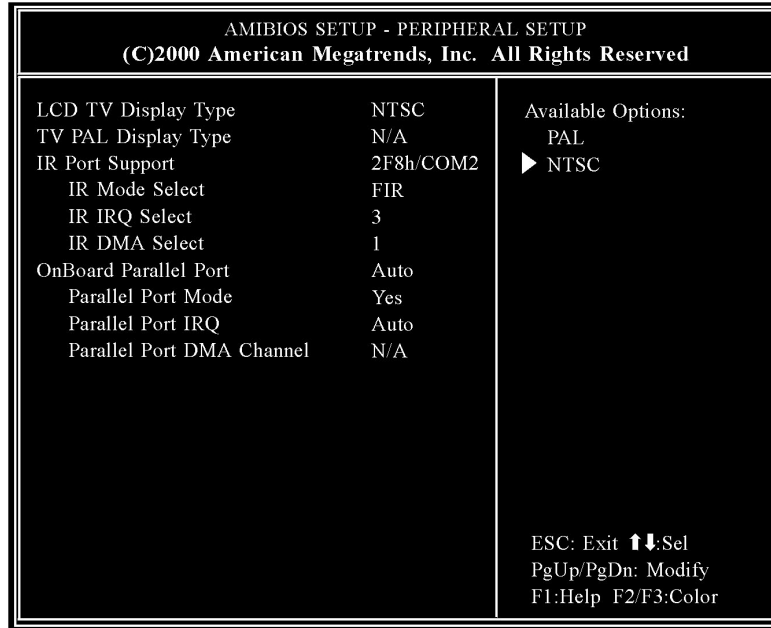 AMIBIOS SETUP - PERIPHERAL SETUP
(C)2000 American Megatrends, Inc. All Rights Reserved
LCD TV Display Type NTSC
TV PAL Display Type N/A
IR Port Support 2F8h/COM2
IR Mode Select FIR
IR IRQ Select 3
IR DMA Select 1
OnBoard Parallel Port Auto
Parallel Port Mode Yes
Parallel Port IRQ Auto
Parallel Port DMA Channel N/A
Available Options:
PAL
▶ NTSC
ESC: Exit ⬆⬇:Sel
PgUp/PgDn: Modify
F1:Help F2/F3:Color